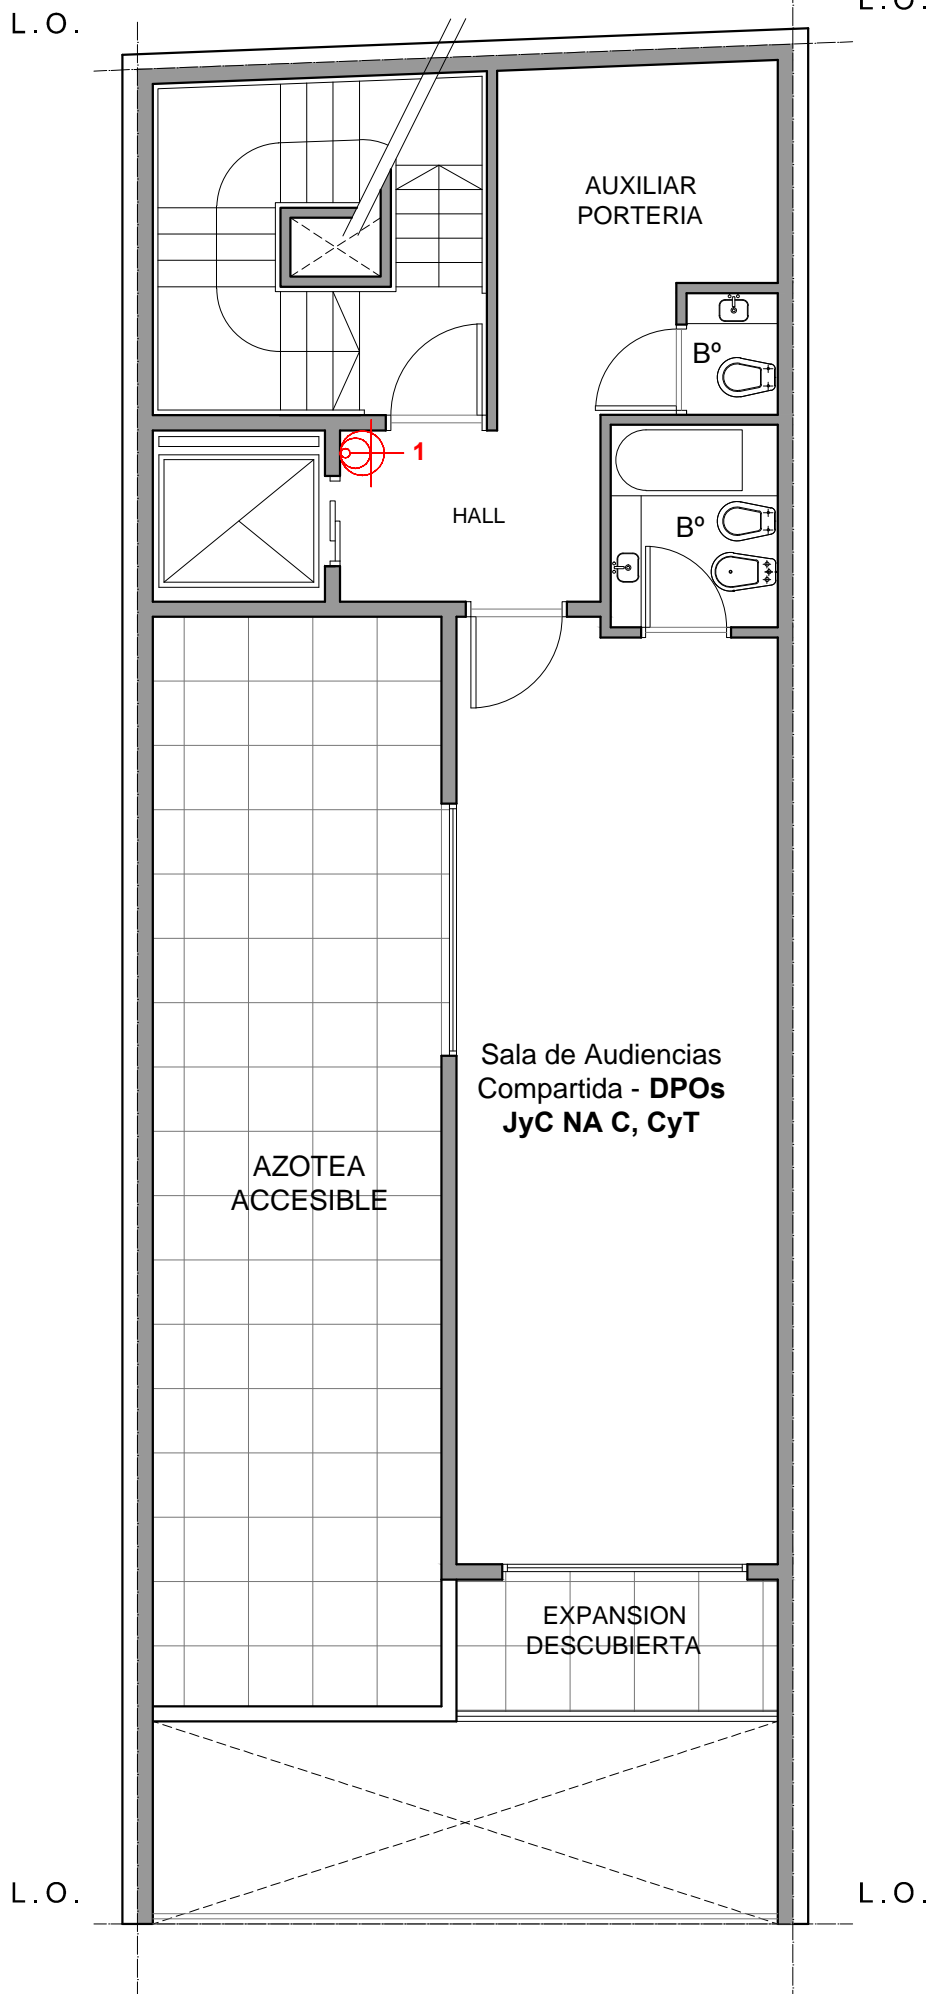 L.O.
L.O.
AUXILIAR
PORTERIA
Bº
1
HALL
Bº
Sala de Audiencias
Compartida - DPOs
JyC NA C, CyT
AZOTEA
ACCESIBLE
EXPANSION
DESCUBIERTA
L.O.
L.O.